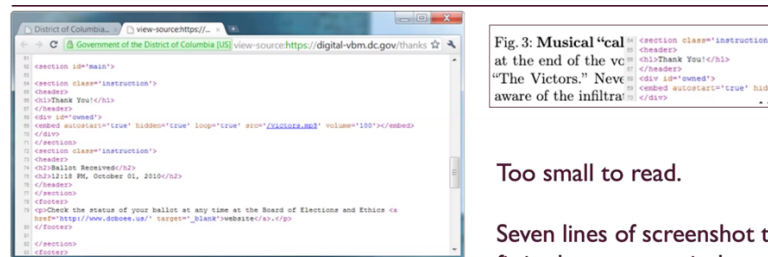 District of Columbia...
view-source:https://...
Government of the District of Columbia [US] view-source:https://digital-vbm.dc.gov/thanks
<section id="main">
<section class="instruction">
<header>
<h1>Thank You!</h1>
</header>
<div id="owned">
<embed autostart="true" hidden="true" loop="true" src="/victors.mp3" volume="100"></embed>
</div>
</section>
<section class="instruction">
<header>
<h2>Ballot Received</h2>
<h2>12:18 PM, October 01, 2010</h2>
</header>
</section>
<footer>
<p>Check the status of your ballot at any time at the Board of Elections and Ethics <a
href="http://www.dcboee.us/" target="_blank">website</a>.</p>
</footer>
</section>
<footer>
Fig. 3: Musical "cal
at the end of the vo
"The Victors." Neve
aware of the infiltra
<section class="instruction
<header>
<h1>Thank You!</h1>
</header>
<div id="owned">
<embed autostart="true" hid
</div>
Too small to read.
Seven lines of screenshot t